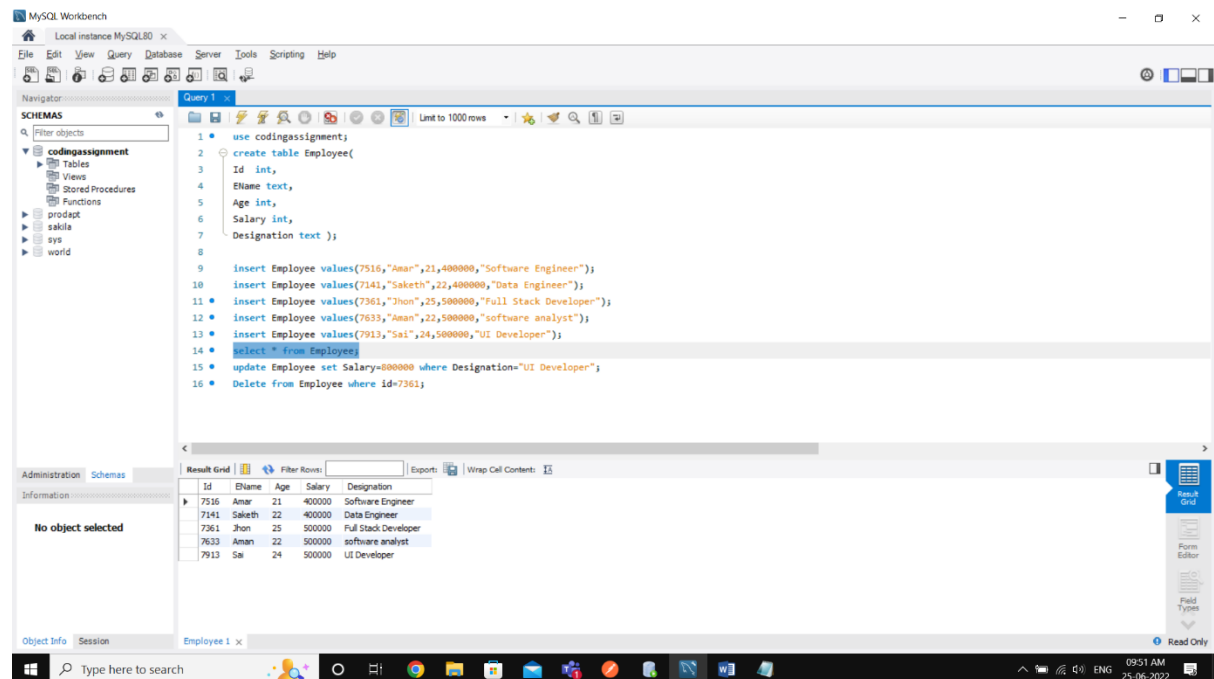 MySQL Workbench
Local instance MySQL80 ×
File Edit View Query Database Server Tools Scripting Help
Navigator
SCHEMAS
Filter objects
codingassignment
Tables
Views
Stored Procedures
Functions
prodapt
sakila
sys
world
Administration Schemas
Information
No object selected
Object Info Session
Query 1 ×
Limit to 1000 rows
1 use codingassignment;
2 create table Employee(
3 Id int,
4 EName text,
5 Age int,
6 Salary int,
7 Designation text );
8
9 insert Employee values(7516,"Amar",21,400000,"Software Engineer");
10 insert Employee values(7141,"Saketh",22,400000,"Data Engineer");
11 insert Employee values(7361,"Jhon",25,500000,"Full Stack Developer");
12 insert Employee values(7633,"Aman",22,500000,"software analyst");
13 insert Employee values(7913,"Sai",24,500000,"UI Developer");
14 select * from Employee;
15 update Employee set Salary=800000 where Designation="UI Developer";
16 Delete from Employee where id=7361;
Result Grid Filter Rows: Export: Wrap Cell Content:
Id EName Age Salary Designation
7516 Amar 21 400000 Software Engineer
7141 Saketh 22 400000 Data Engineer
7361 Jhon 25 500000 Full Stack Developer
7633 Aman 22 500000 software analyst
7913 Sai 24 500000 UI Developer
Result
Grid
Form
Editor
Field
Types
Employee 1 ×
Read Only
Type here to search
ENG
09:51 AM
25-06-2022